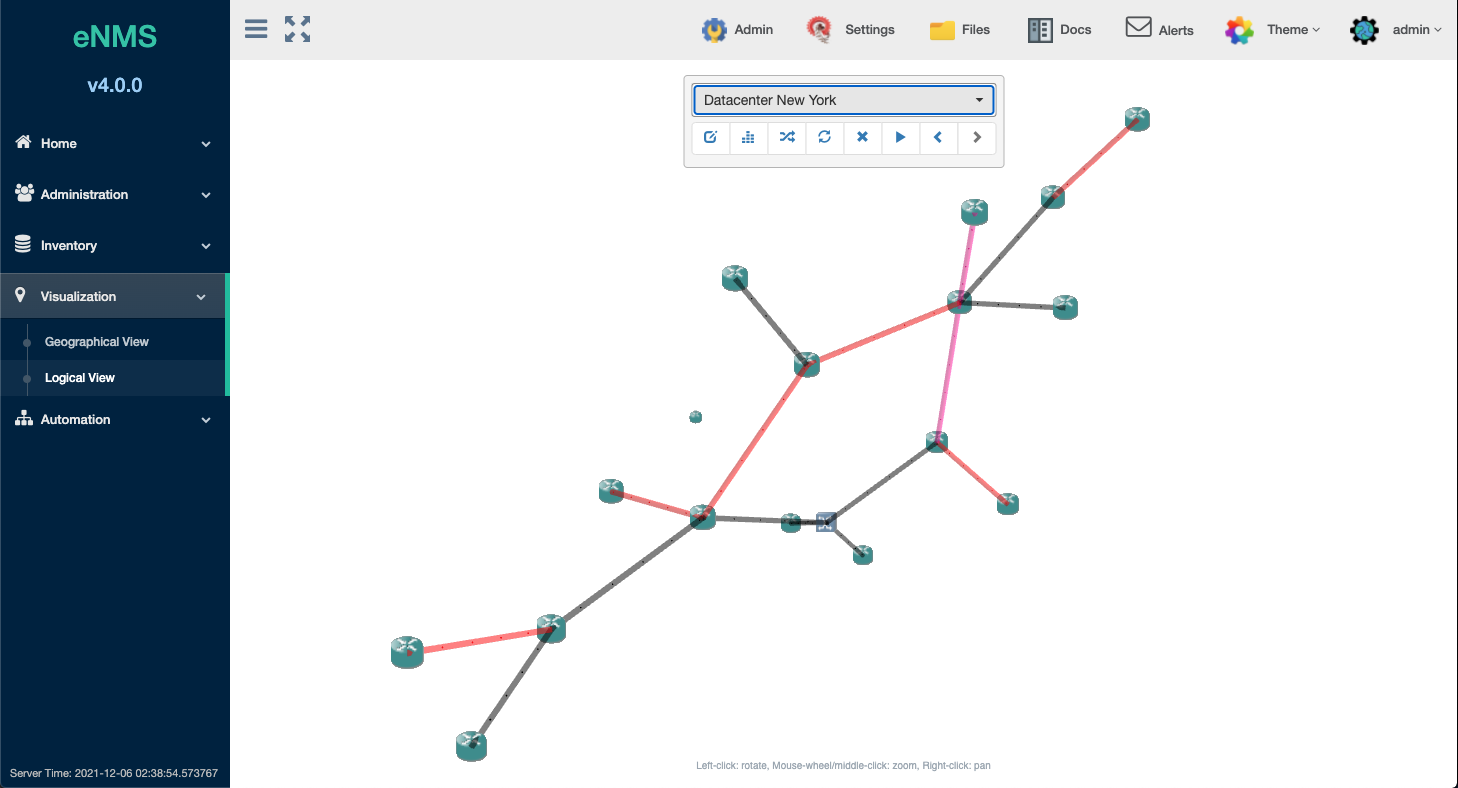 eNMS
v4.0.0
Home
Administration
Inventory
Visualization
Geographical View
Logical View
Automation
Server Time: 2021-12-06 02:38:54.573767
Admin
Settings
Files
Docs
Alerts
Theme
admin
Datacenter New York
Left-click: rotate, Mouse-wheel/middle-click: zoom, Right-click: pan